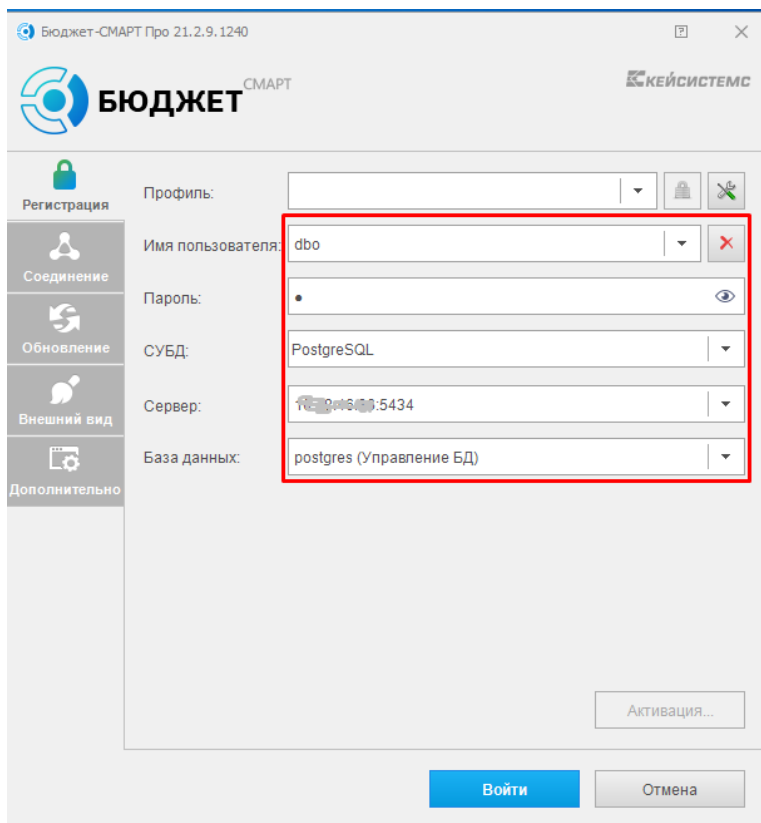 Бюджет-СМАРТ Про 21.2.9.1240
БЮДЖЕТ СМАРТ
КЕЙСИСТЕМС
Регистрация
Соединение
Обновление
Внешний вид
Дополнительно
Профиль:
Имя пользователя: dbo
Пароль: •
СУБД: PostgreSQL
Сервер: :5434
База данных: postgres (Управление БД)
Активация...
Войти
Отмена